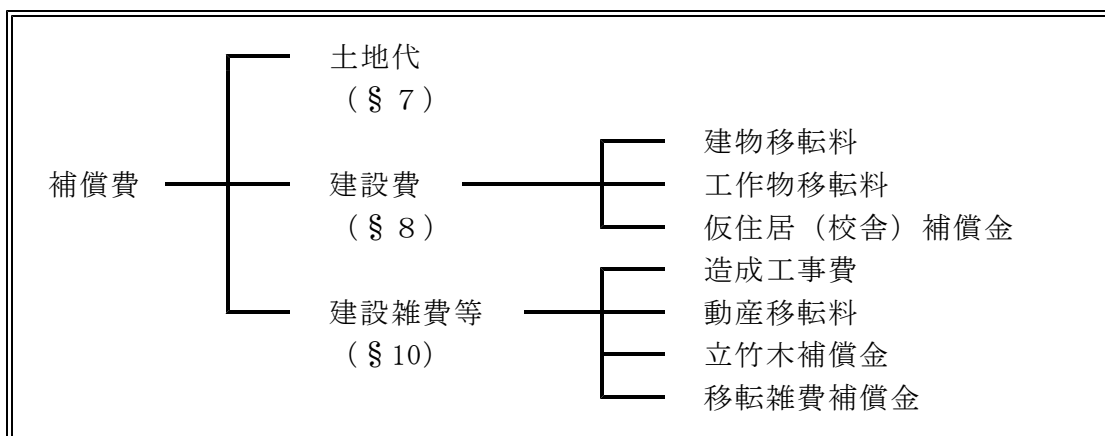 土地代
（§７）
建物移転料
補償費
建設費
工作物移転料
（§８）
仮住居（校舎）補償金
造成工事費
建設雑費等
動産移転料
（§10）
立竹木補償金
移転雑費補償金